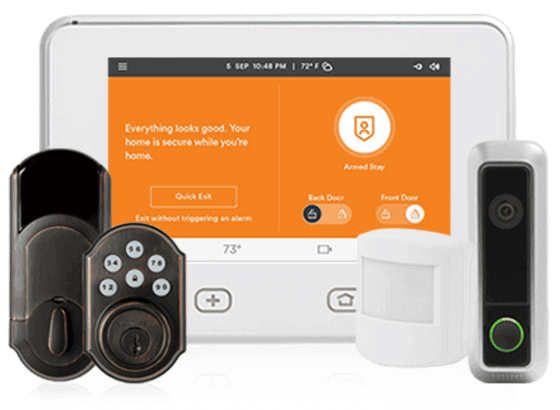 5 SEP 10:48 PM | 72° F
Everything looks good. Your
home is secure while you're
home.
Armed Stay
Quick Exit
Exit without triggering an alarm
Back Door
Front Door
73°
5 6
3 4
7 8
1 2
9 0